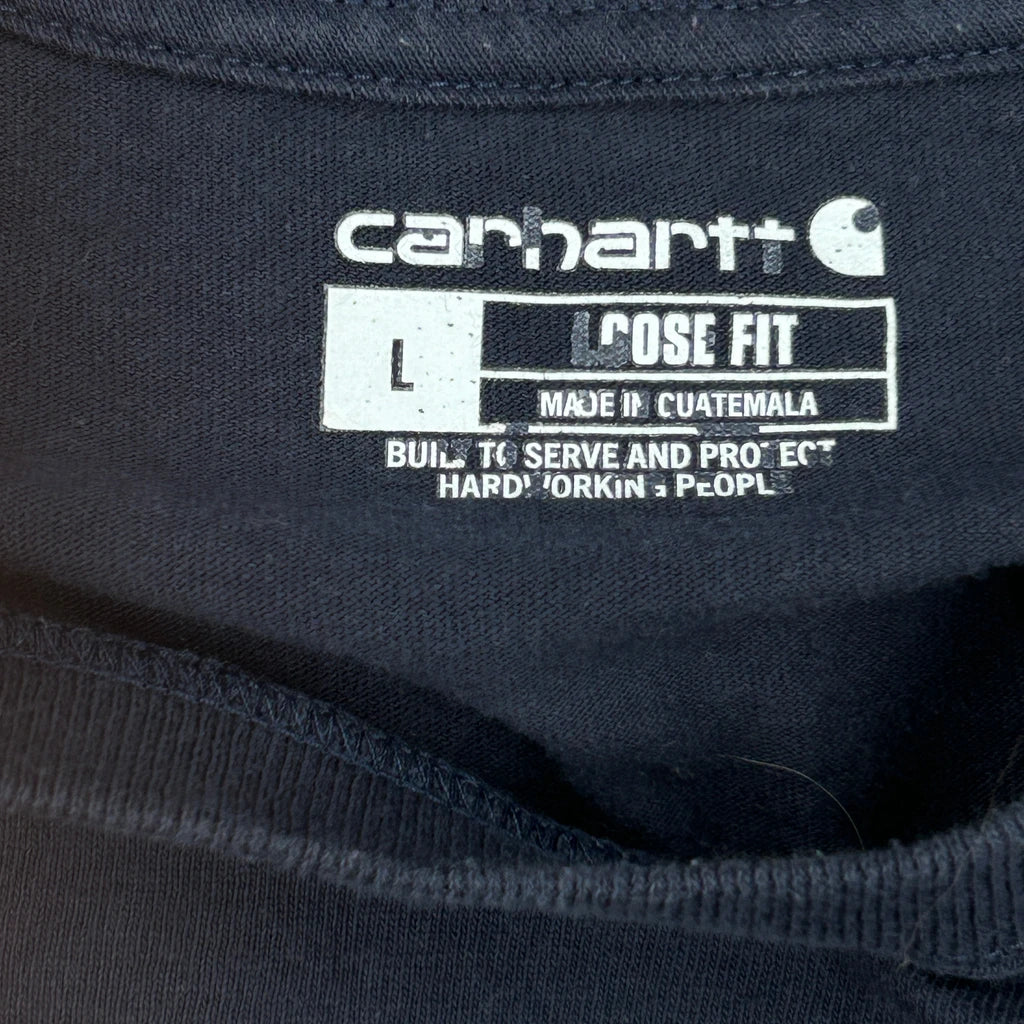 carhartt
L
LOOSE FIT
MADE IN GUATEMALA
BUILT TO SERVE AND PROTECT
HARDWORKING PEOPLE